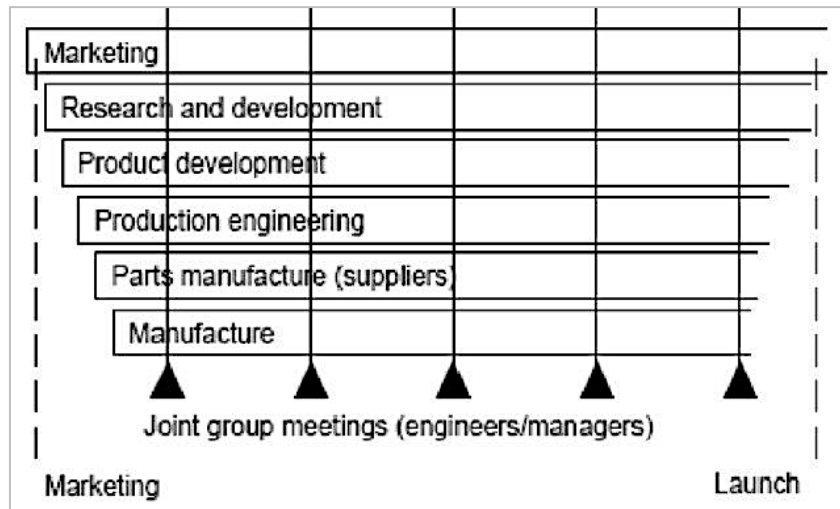 Marketing
Research and development
Product development
Production engineering
Parts manufacture (suppliers)
Manufacture
Joint group meetings (engineers/managers)
Marketing
Launch